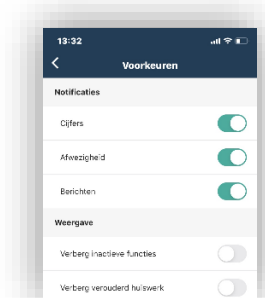 13:32
Voorkeuren
Notificaties
Cijfers
Afwezigheid
Berichten
Weergave
Verberg inactieve functies
Verberg verouderd huiswerk